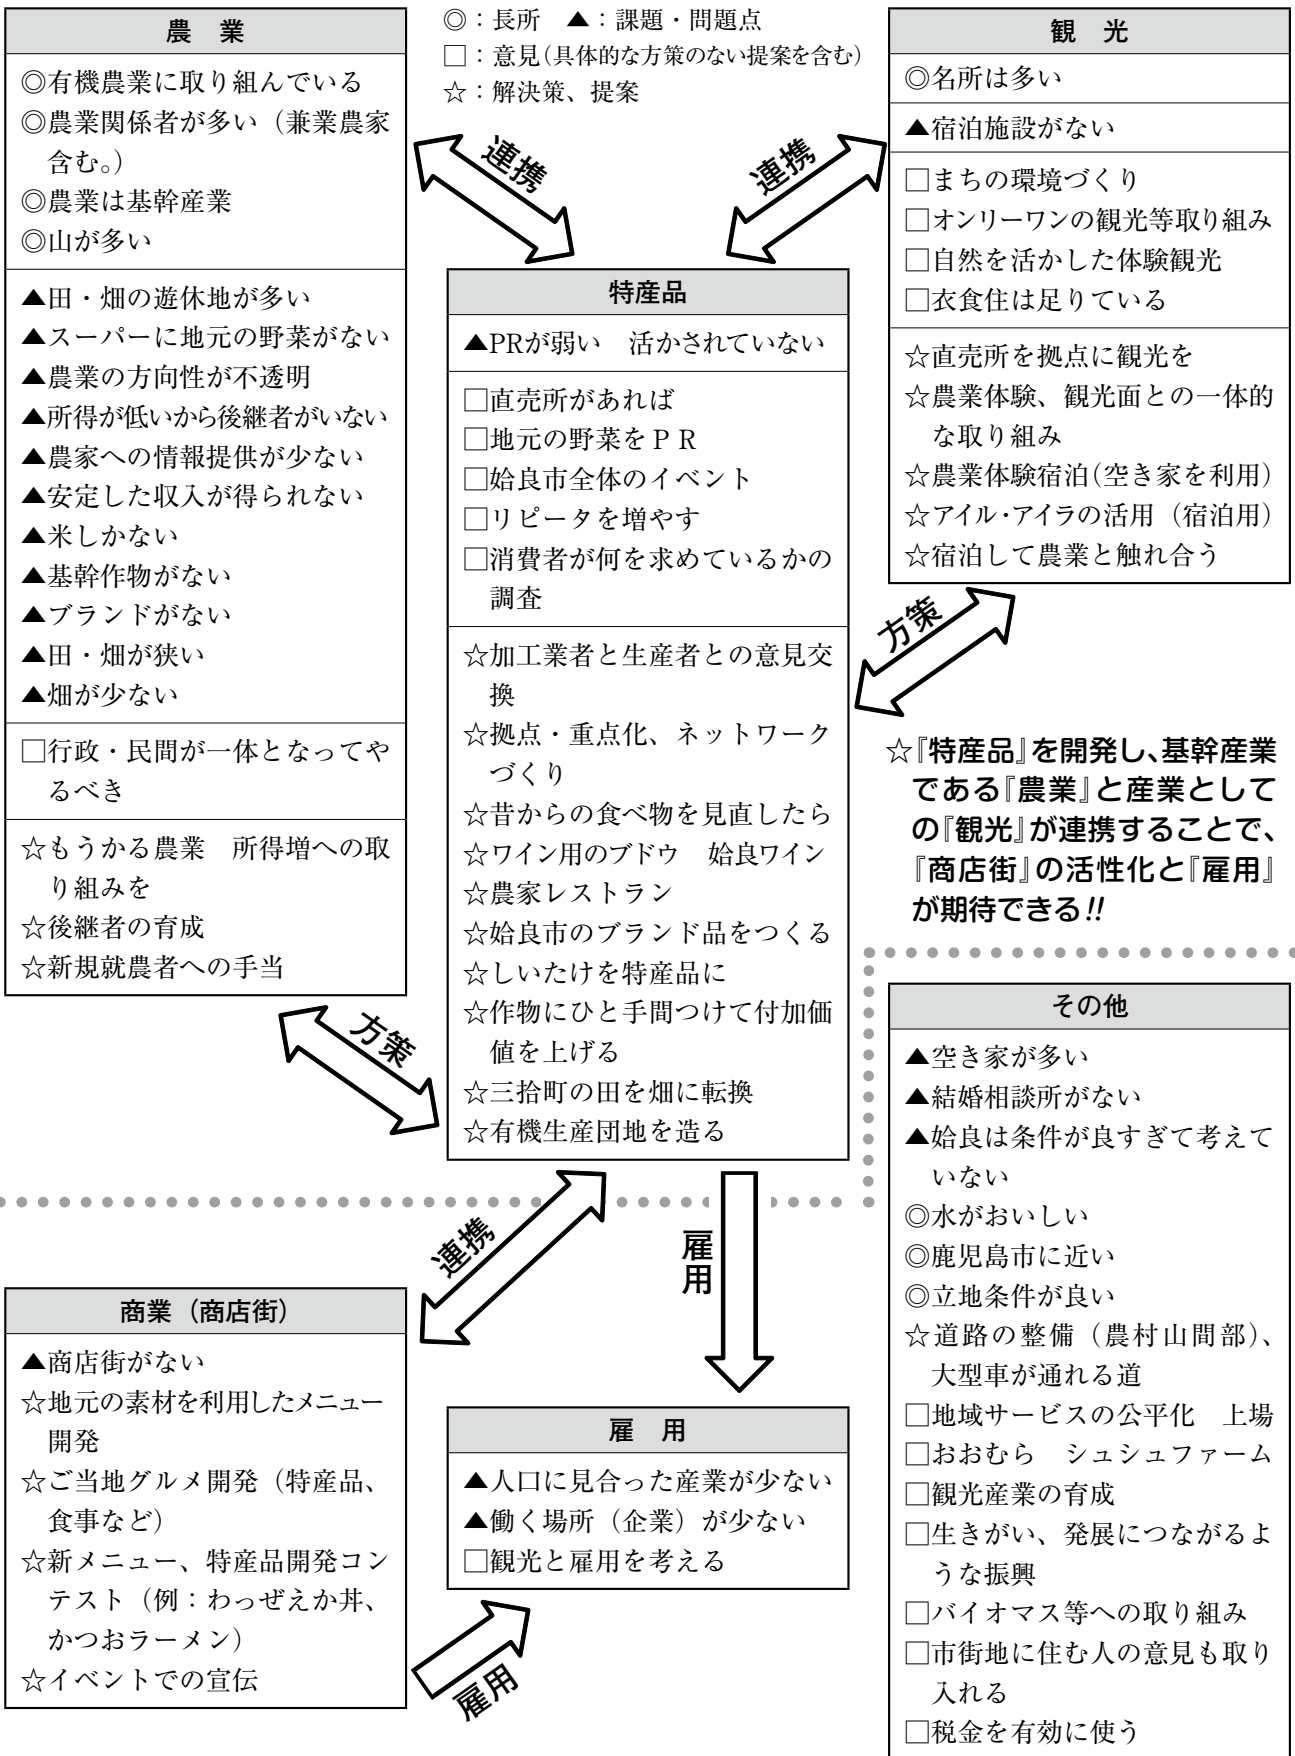 ◎：長所　▲：課題・問題点
□：意見（具体的な方策のない提案を含む）
☆：解決策、提案
農　業
◎有機農業に取り組んでいる
◎農業関係者が多い（兼業農家
含む。）
◎農業は基幹産業
◎山が多い
▲田・畑の遊休地が多い
▲スーパーに地元の野菜がない
▲農業の方向性が不透明
▲所得が低いから後継者がいない
▲農家への情報提供が少ない
▲安定した収入が得られない
▲米しかない
▲基幹作物がない
▲ブランドがない
▲田・畑が狭い
▲畑が少ない
□行政・民間が一体となってや
るべき
☆もうかる農業　所得増への取
り組みを
☆後継者の育成
☆新規就農者への手当
連携
連携
特産品
▲PRが弱い　活かされていない
□直売所があれば
□地元の野菜をＰＲ
□姶良市全体のイベント
□リピータを増やす
□消費者が何を求めているかの
調査
☆加工業者と生産者との意見交
換
☆拠点・重点化、ネットワーク
づくり
☆昔からの食べ物を見直したら
☆ワイン用のブドウ　姶良ワイン
☆農家レストラン
☆姶良市のブランド品をつくる
☆しいたけを特産品に
☆作物にひと手間つけて付加価
値を上げる
☆三拾町の田を畑に転換
☆有機生産団地を造る
観　光
◎名所は多い
▲宿泊施設がない
□まちの環境づくり
□オンリーワンの観光等取り組み
□自然を活かした体験観光
□衣食住は足りている
☆直売所を拠点に観光を
☆農業体験、観光面との一体的
な取り組み
☆農業体験宿泊（空き家を利用）
☆アイル・アイラの活用（宿泊用）
☆宿泊して農業と触れ合う
方策
☆『特産品』を開発し、基幹産業
である『農業』と産業として
の『観光』が連携することで、
『商店街』の活性化と『雇用』
が期待できる!!
方策
連携
雇用
商業（商店街）
▲商店街がない
☆地元の素材を利用したメニュー
開発
☆ご当地グルメ開発（特産品、
食事など）
☆新メニュー、特産品開発コン
テスト（例：わっぜえか丼、
かつおラーメン）
☆イベントでの宣伝
雇用
雇　用
▲人口に見合った産業が少ない
▲働く場所（企業）が少ない
□観光と雇用を考える
その他
▲空き家が多い
▲結婚相談所がない
▲姶良は条件が良すぎて考えて
いない
◎水がおいしい
◎鹿児島市に近い
◎立地条件が良い
☆道路の整備（農村山間部）、
大型車が通れる道
□地域サービスの公平化　上場
□おおむら　シュシュファーム
□観光産業の育成
□生きがい、発展につながるよ
うな振興
□バイオマス等への取り組み
□市街地に住む人の意見も取り
入れる
□税金を有効に使う